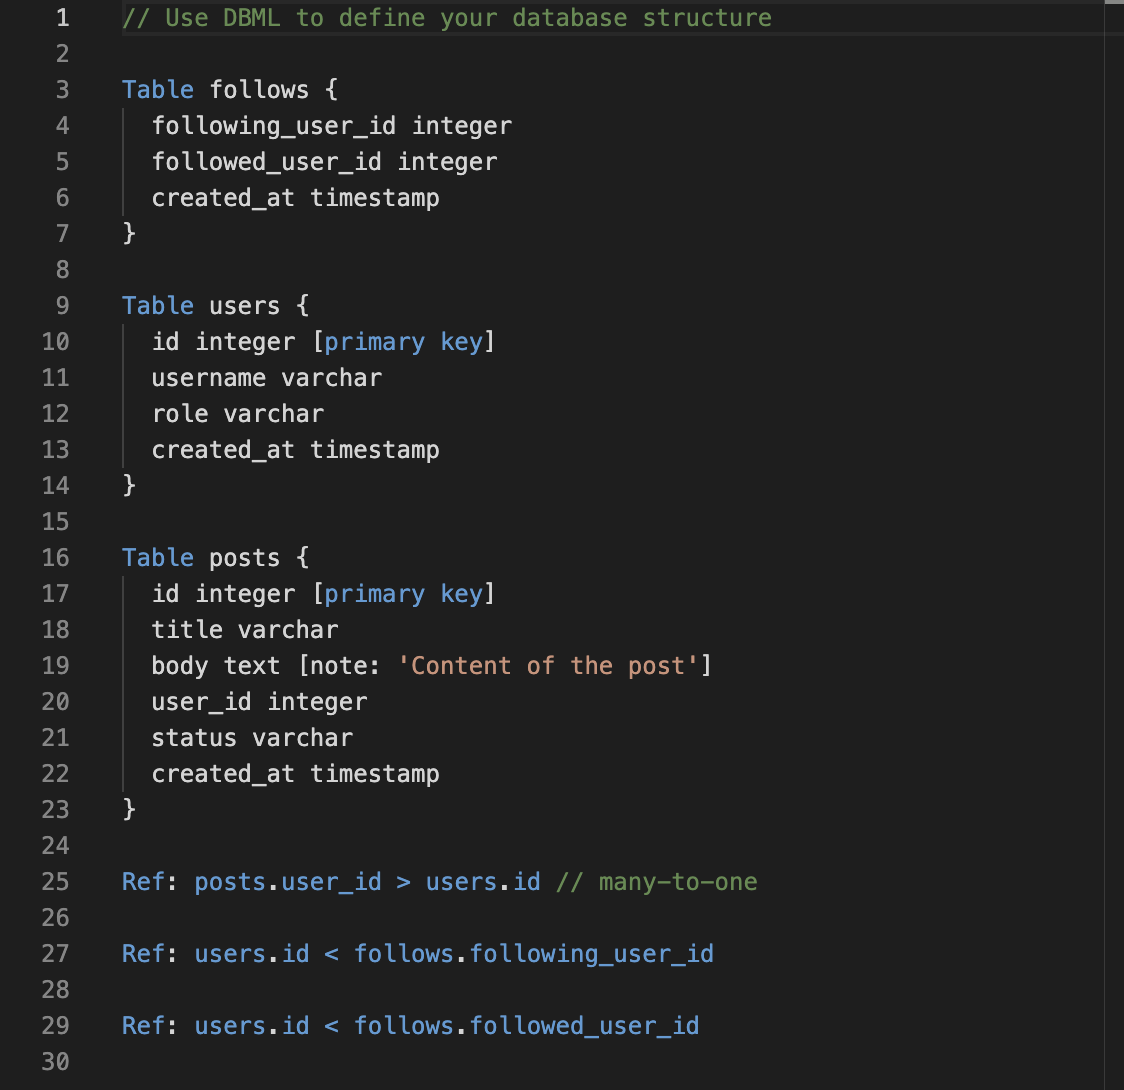 1 // Use DBML to define your database structure
2
3 Table follows {
4   following_user_id integer
5   followed_user_id integer
6   created_at timestamp
7 }
8
9 Table users {
10   id integer [primary key]
11   username varchar
12   role varchar
13   created_at timestamp
14 }
15
16 Table posts {
17   id integer [primary key]
18   title varchar
19   body text [note: 'Content of the post']
20   user_id integer
21   status varchar
22   created_at timestamp
23 }
24
25 Ref: posts.user_id > users.id // many-to-one
26
27 Ref: users.id < follows.following_user_id
28
29 Ref: users.id < follows.followed_user_id
30